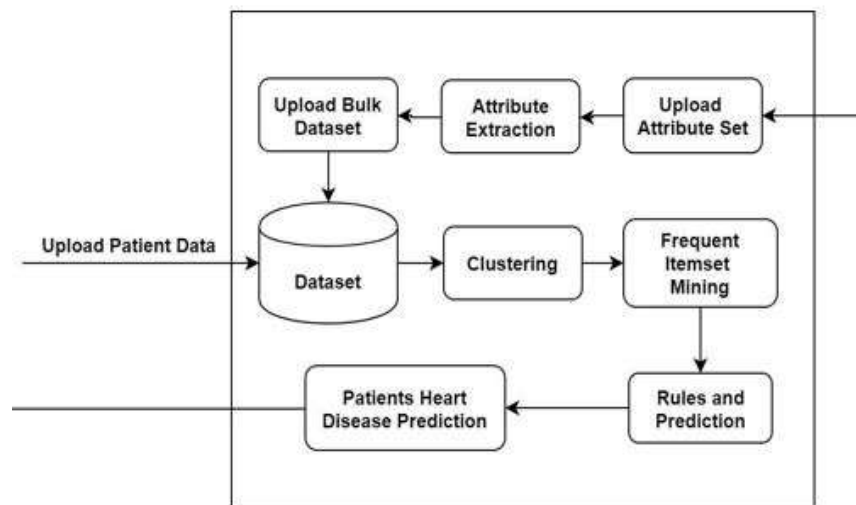 Upload Bulk
Dataset
Attribute
Extraction
Upload
Attribute Set
Upload Patient Data
Dataset
Clustering
Frequent
Itemset
Mining
Patients Heart
Disease Prediction
Rules and
Prediction